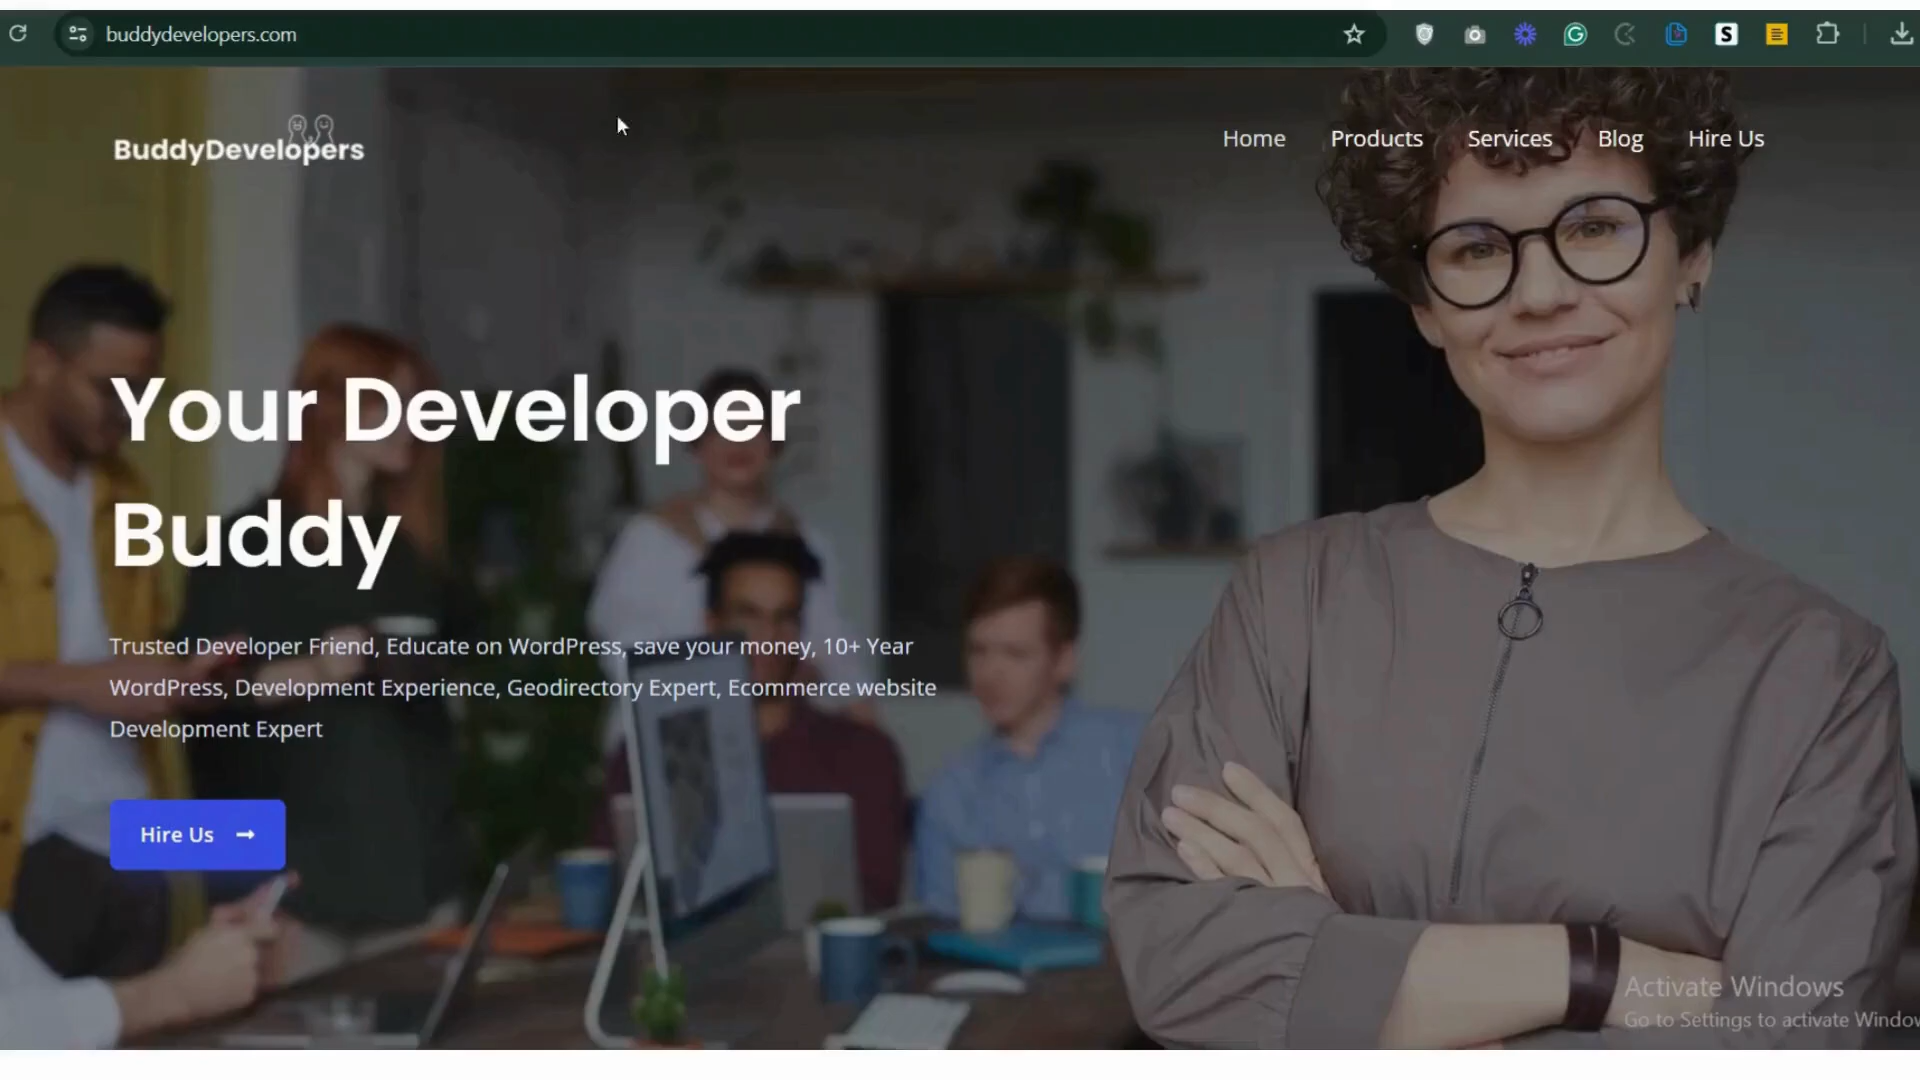 buddydevelopers.com
S
BuddyDevelopers
Home Products Services Blog Hire Us
Your Developer
Buddy
Trusted Developer Friend, Educate on WordPress, save your money, 10+ Year
WordPress, Development Experience, Geodirectory Expert, Ecommerce website
Development Expert
Hire Us
Activate Windows
Go to Settings to activate Window